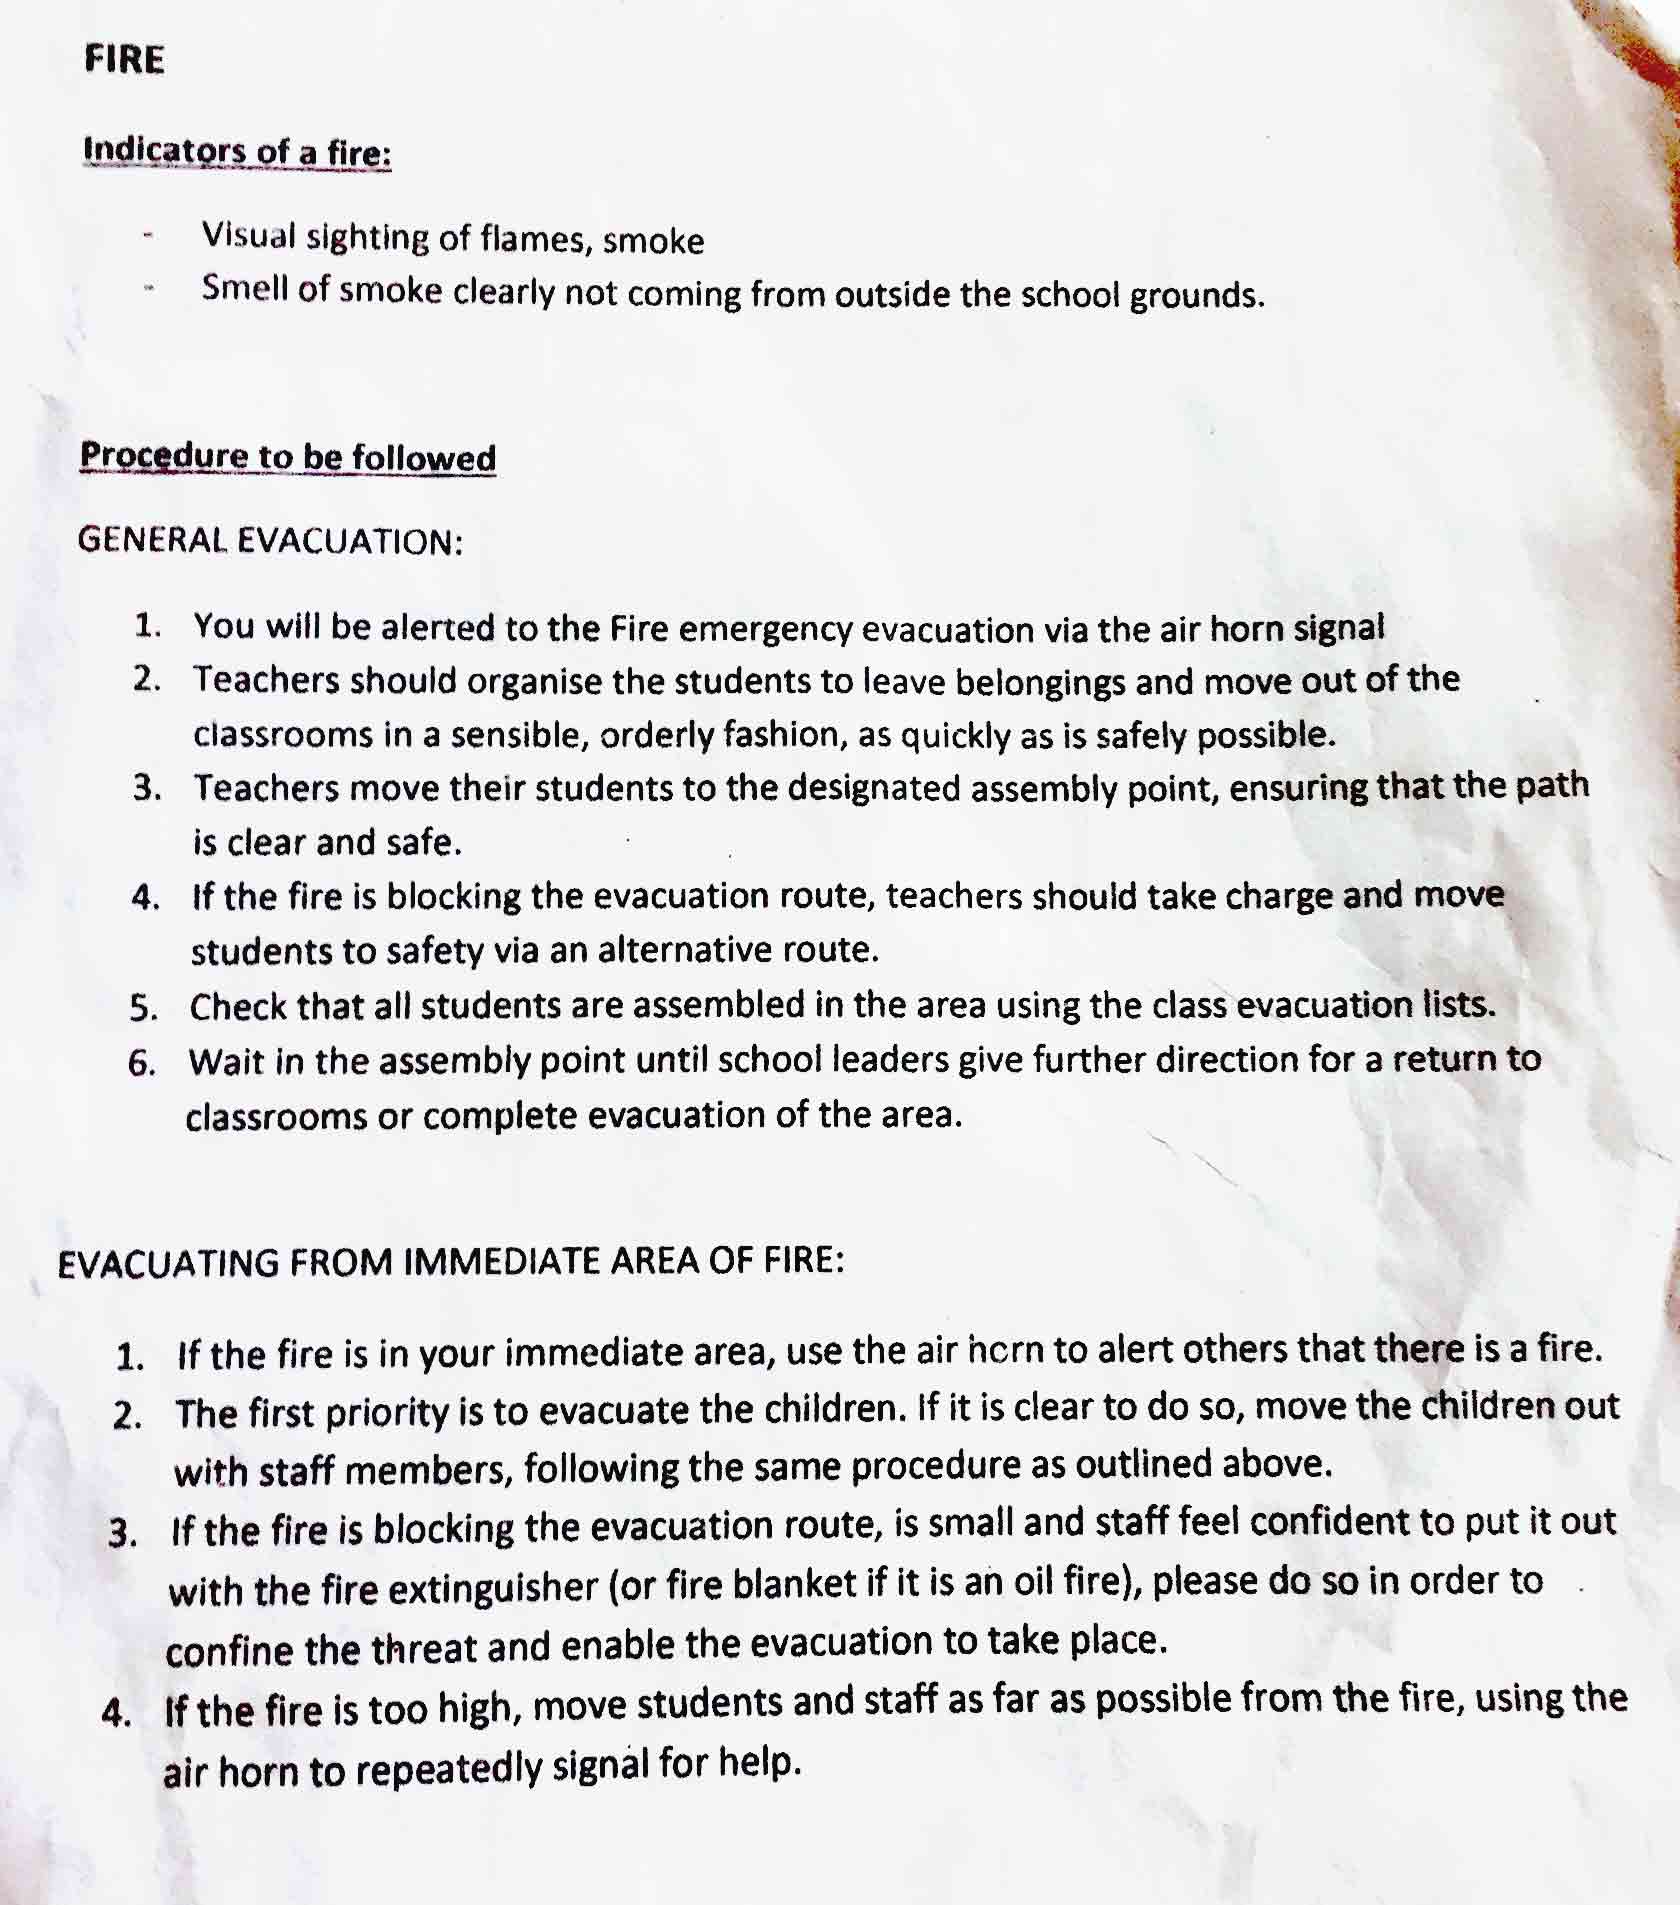 FIRE
Indicators of a fire:
- Visual sighting of flames, smoke
- Smell of smoke clearly not coming from outside the school grounds.
Procedure to be followed
GENERAL EVACUATION:
1. You will be alerted to the Fire emergency evacuation via the air horn signal
2. Teachers should organise the students to leave belongings and move out of the
classrooms in a sensible, orderly fashion, as quickly as is safely possible.
3. Teachers move their students to the designated assembly point, ensuring that the path
is clear and safe.
4. If the fire is blocking the evacuation route, teachers should take charge and move
students to safety via an alternative route.
5. Check that all students are assembled in the area using the class evacuation lists.
6. Wait in the assembly point until school leaders give further direction for a return to
classrooms or complete evacuation of the area.
EVACUATING FROM IMMEDIATE AREA OF FIRE:
1. If the fire is in your immediate area, use the air horn to alert others that there is a fire.
2. The first priority is to evacuate the children. If it is clear to do so, move the children out
with staff members, following the same procedure as outlined above.
3. If the fire is blocking the evacuation route, is small and staff feel confident to put it out
with the fire extinguisher (or fire blanket if it is an oil fire), please do so in order to
confine the threat and enable the evacuation to take place.
4. If the fire is too high, move students and staff as far as possible from the fire, using the
air horn to repeatedly signal for help.